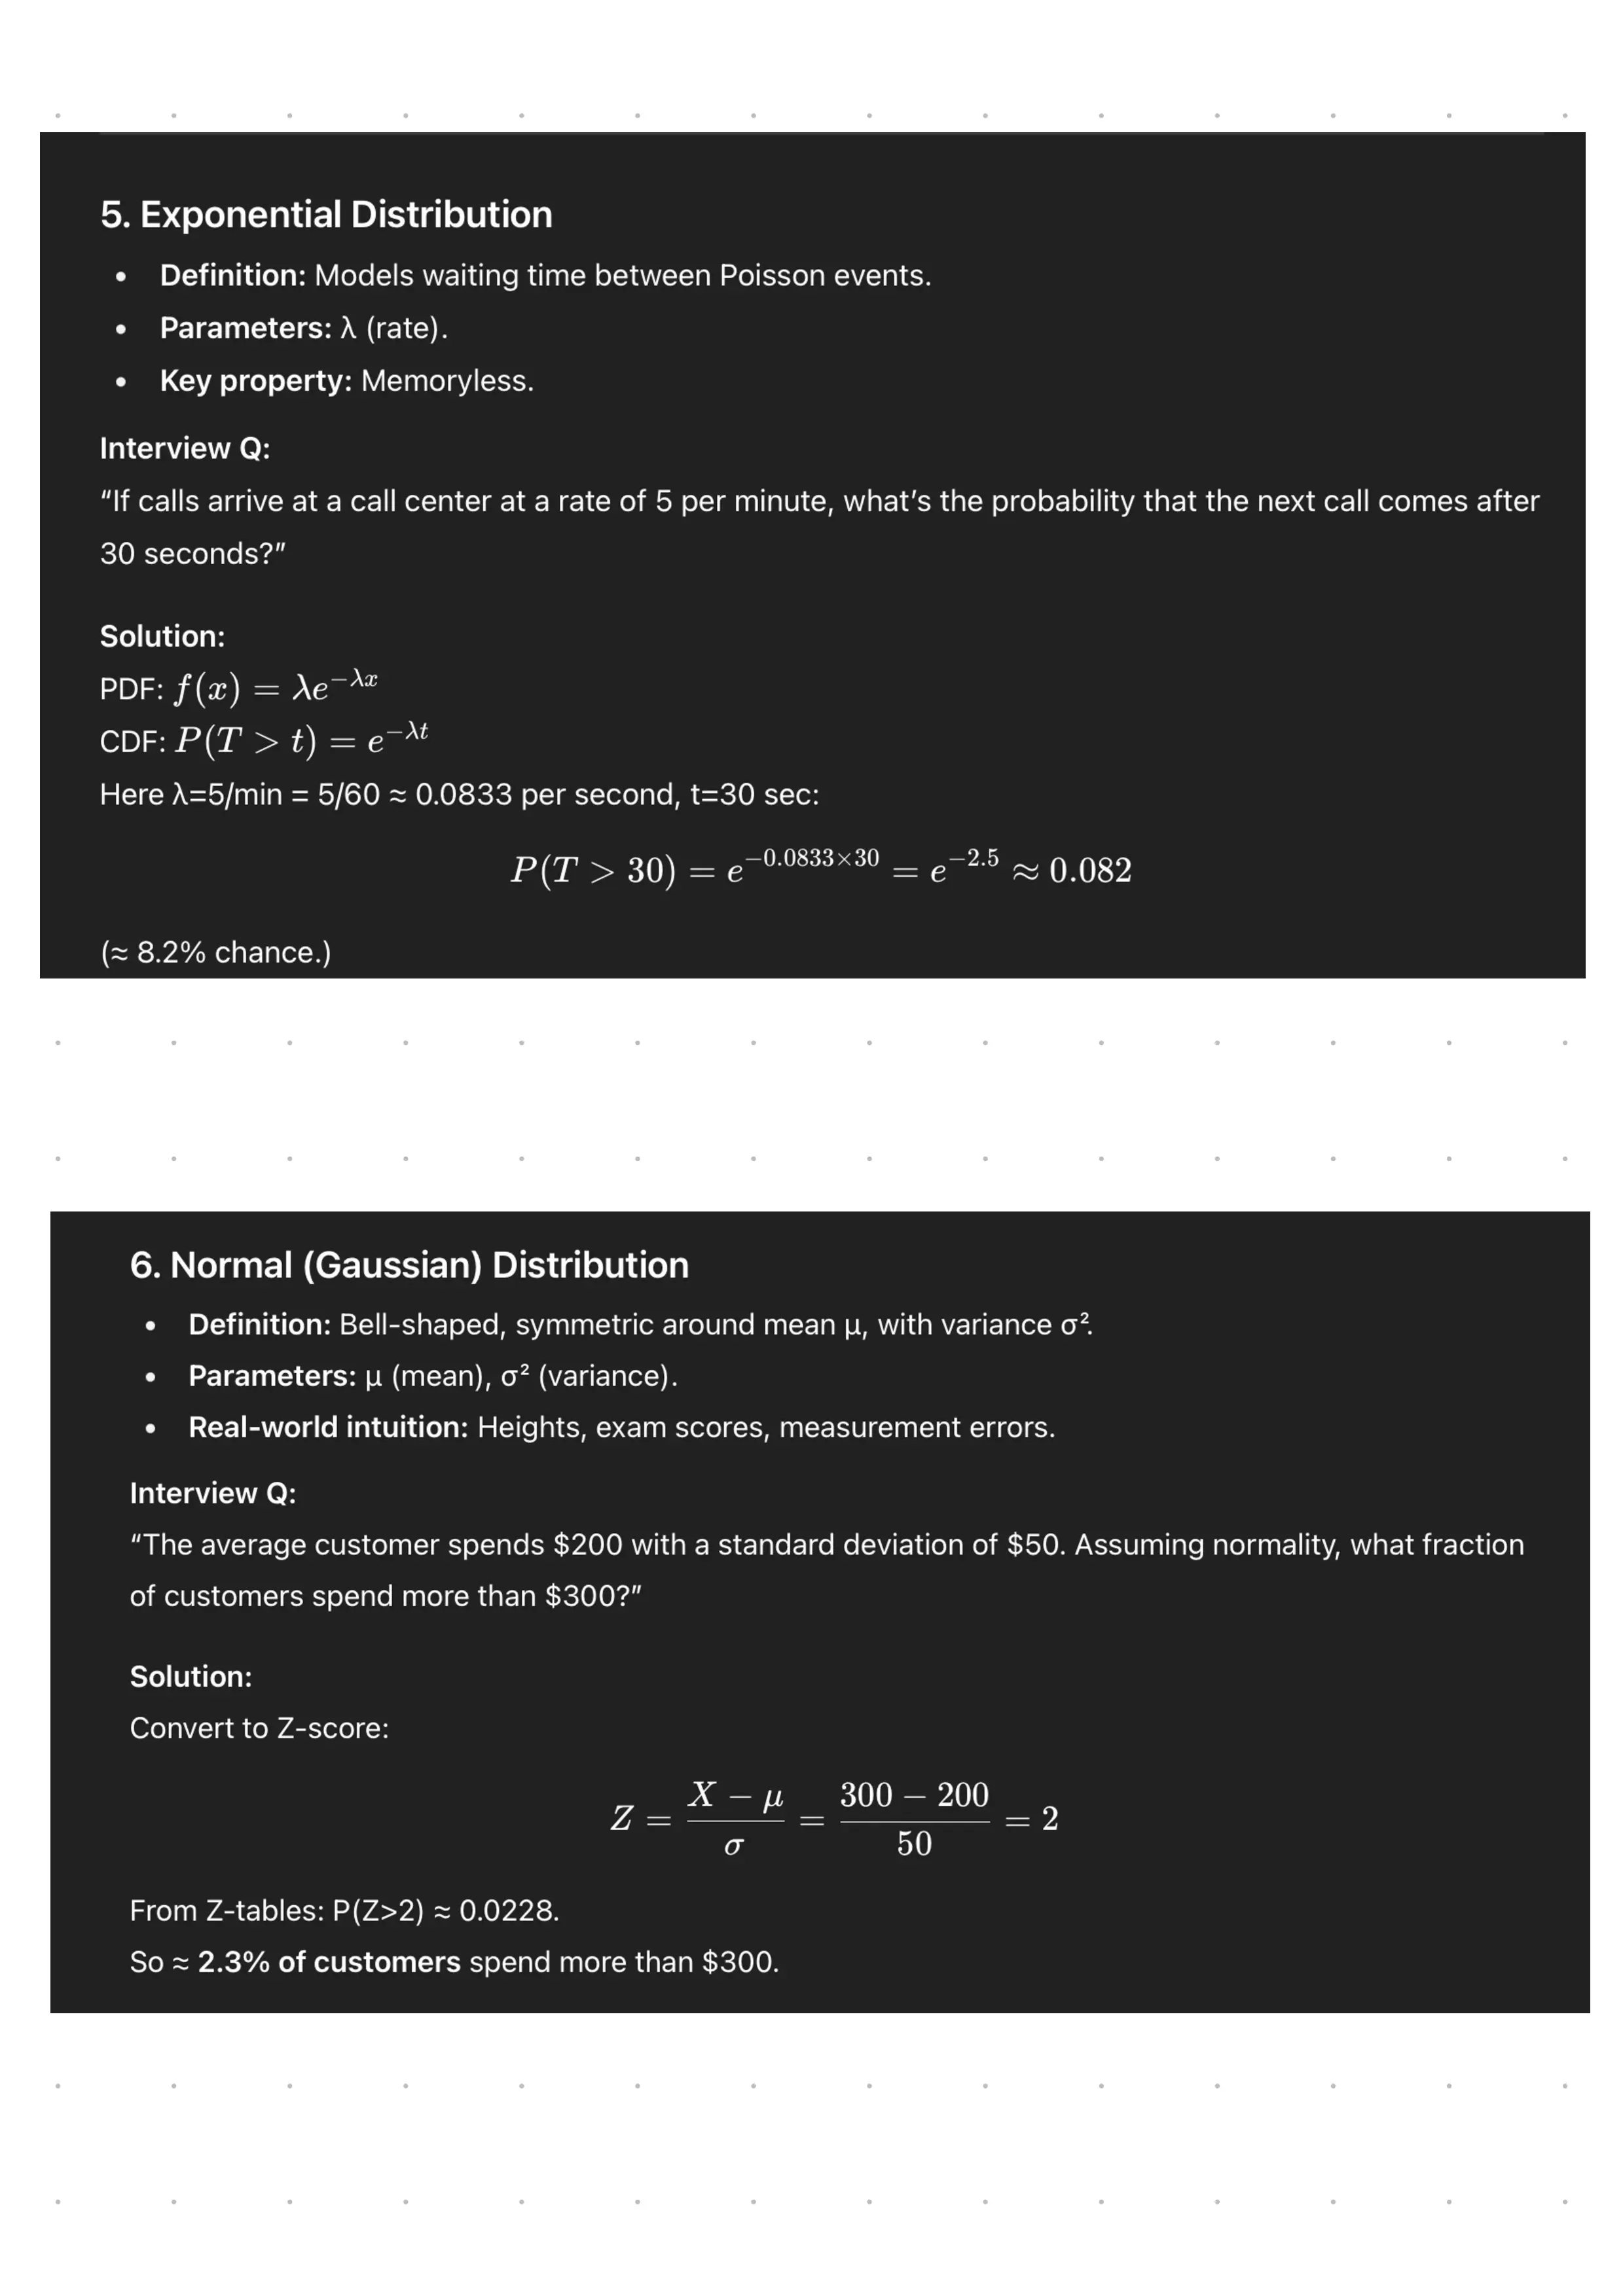 5. Exponential Distribution
• Definition: Models waiting time between Poisson events.
• Parameters: λ (rate).
• Key property: Memoryless.
Interview Q:
“If calls arrive at a call center at a rate of 5 per minute, what’s the probability that the next call comes after
30 seconds?”
Solution:
PDF: f(x) = λe^{−λx}
CDF: P(T > t) = e^{−λt}
Here λ=5/min = 5/60 ≈ 0.0833 per second, t=30 sec:
P(T > 30) = e^{−0.0833×30} = e^{−2.5} ≈ 0.082
(≈ 8.2% chance.)
6. Normal (Gaussian) Distribution
• Definition: Bell-shaped, symmetric around mean μ, with variance σ².
• Parameters: μ (mean), σ² (variance).
• Real-world intuition: Heights, exam scores, measurement errors.
Interview Q:
“The average customer spends $200 with a standard deviation of $50. Assuming normality, what fraction
of customers spend more than $300?”
Solution:
Convert to Z-score:
Z = \frac{X − μ}{σ} = \frac{300 − 200}{50} = 2
From Z-tables: P(Z>2) ≈ 0.0228.
So ≈ 2.3% of customers spend more than $300.